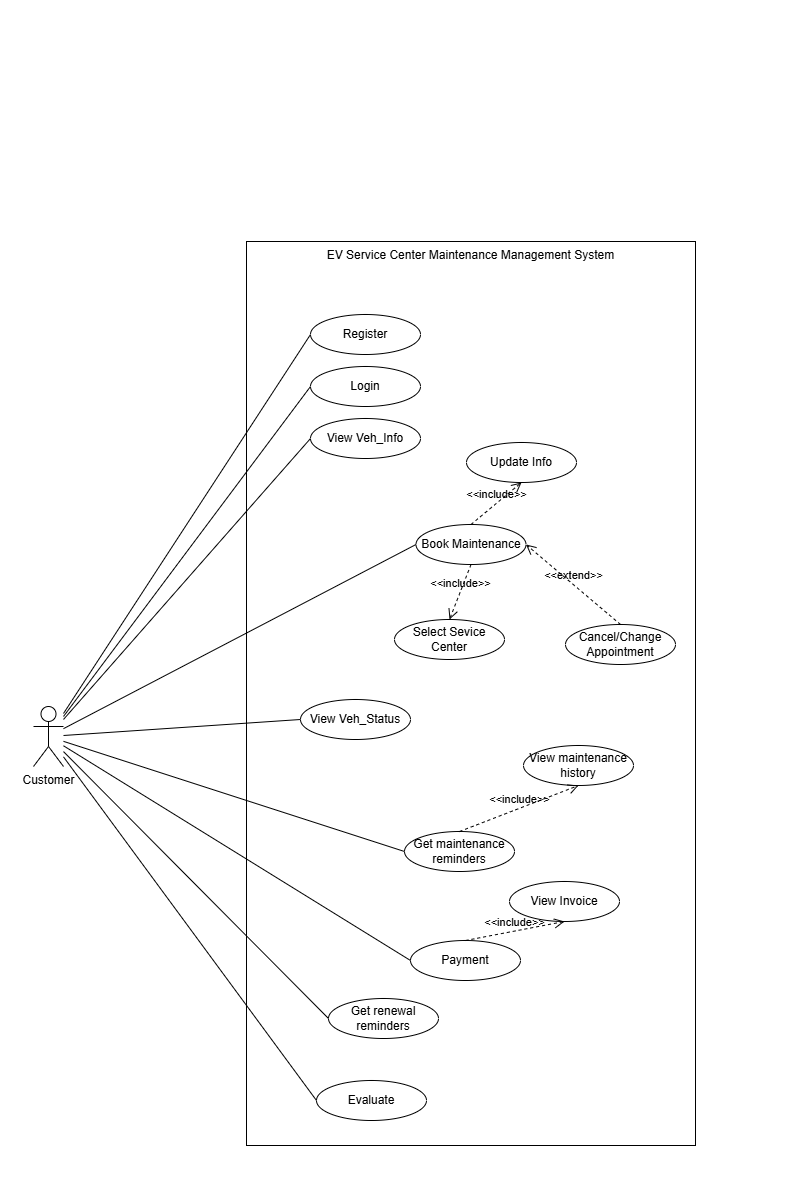 EV Service Center Maintenance Management System
Register
Login
View Veh_Info
Update Info
<<include>>
Book Maintenance
<<include>>
<<extend>>
Select Sevice
Center
Cancel/Change
Appointment
View Veh_Status
Customer
View maintenance
history
<<include>>
Get maintenance
reminders
View Invoice
<<include>>
Payment
Get renewal
reminders
Evaluate